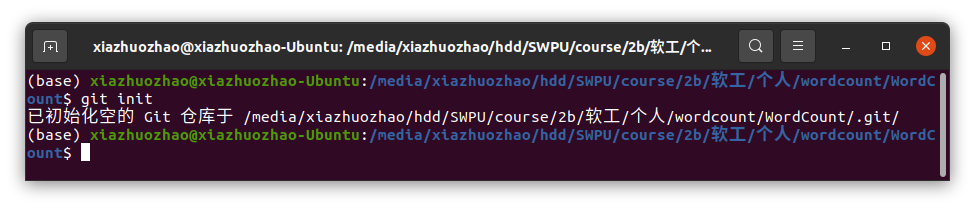 xiazhuozhao@xiazhuozhao-Ubuntu: /media/xiazhuozhao/hdd/SWPU/course/2b/软工/个...
(base) xiazhuozhao@xiazhuozhao-Ubuntu:/media/xiazhuozhao/hdd/SWPU/course/2b/软工/个人/wordcount/WordC
ount$ git init
已初始化空的 Git 仓库于 /media/xiazhuozhao/hdd/SWPU/course/2b/软工/个人/wordcount/WordCount/.git/
(base) xiazhuozhao@xiazhuozhao-Ubuntu:/media/xiazhuozhao/hdd/SWPU/course/2b/软工/个人/wordcount/WordC
ount$